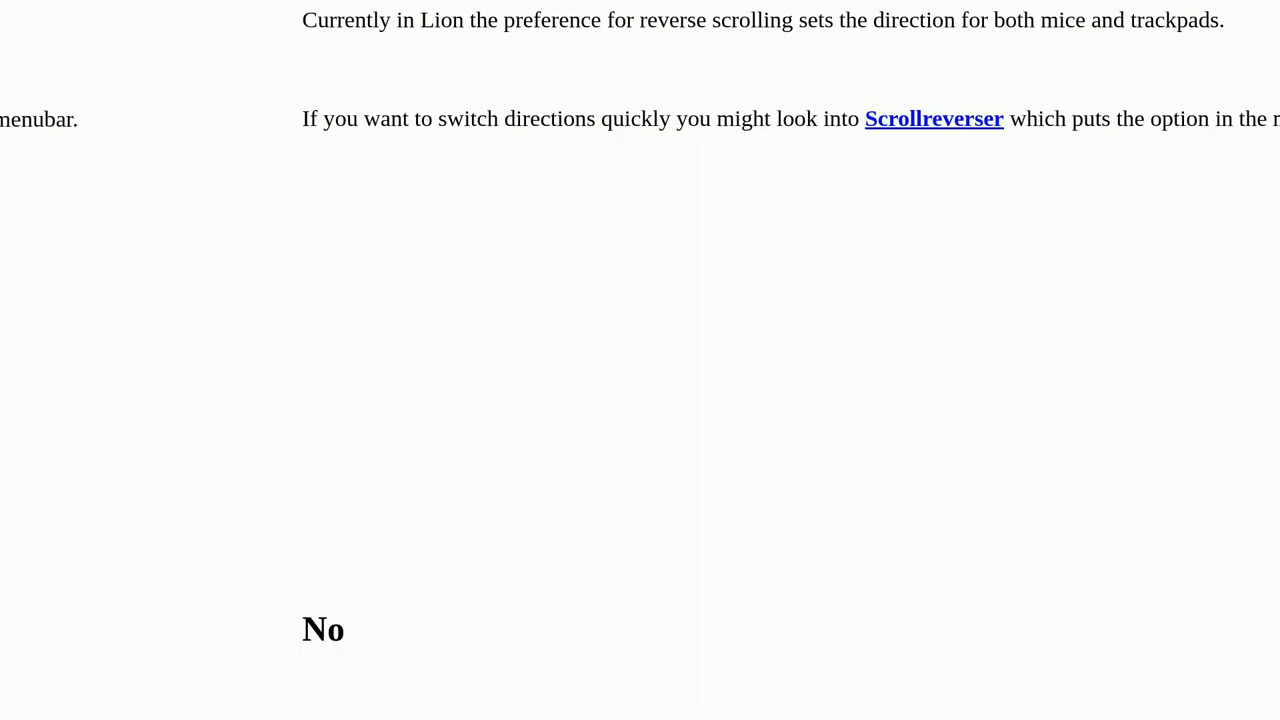 Currently in Lion the preference for reverse scrolling sets the direction for both mice and trackpads.
If you want to switch directions quickly you might look into Scrollreverser which puts the option in the
menubar.
No